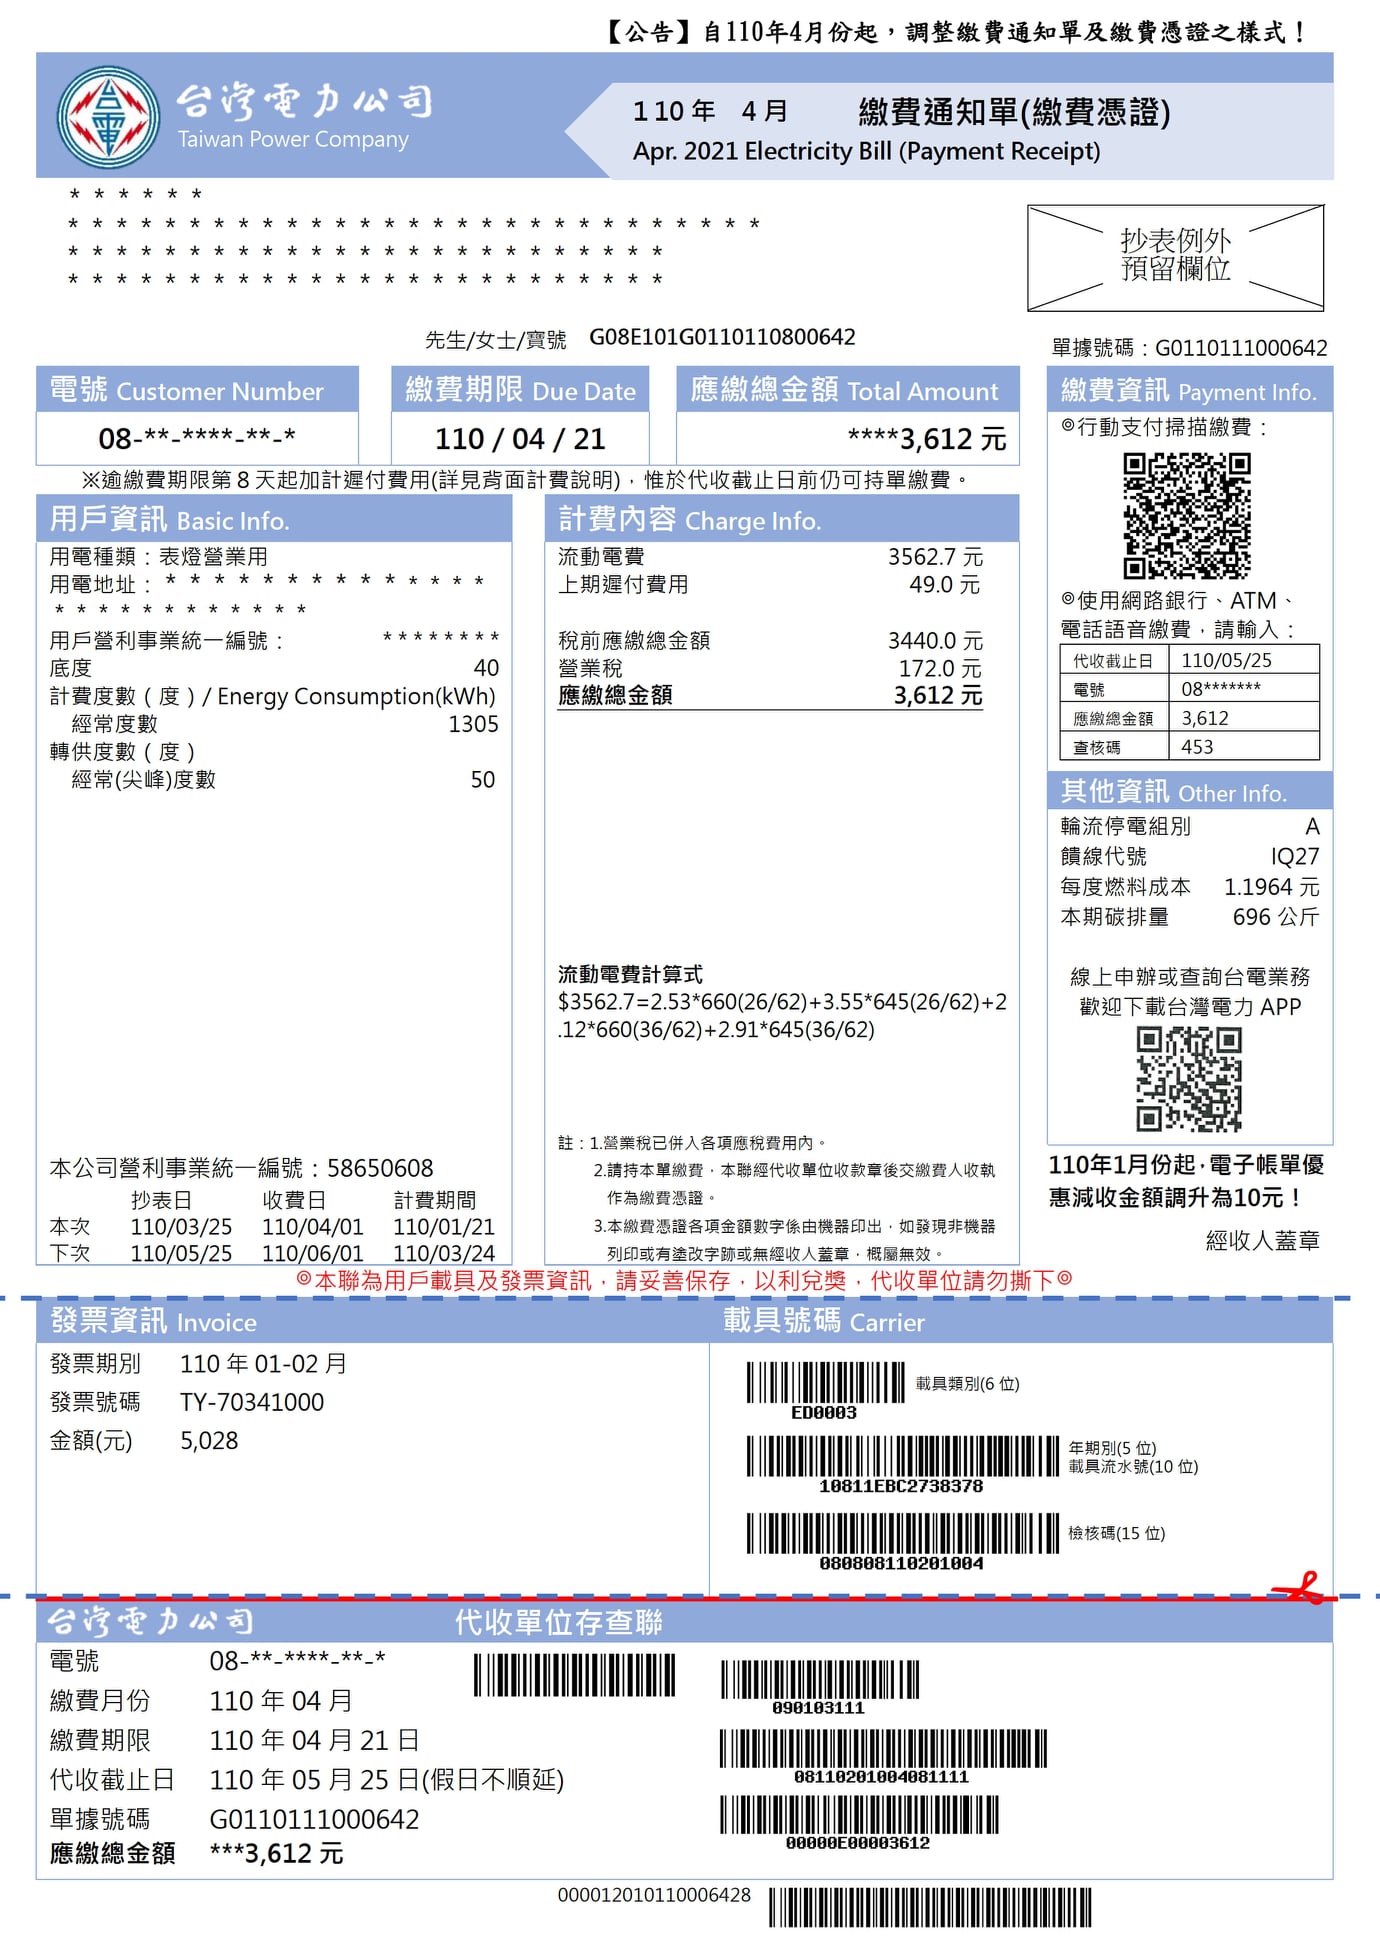 【公告】自110年4月份起，調整繳費通知單及繳費憑證之樣式！
台灣電力公司
Taiwan Power Company
110年 4月 繳費通知單(繳費憑證)
Apr. 2021 Electricity Bill (Payment Receipt)
* * * * * *
* * * * * * * * * * * * * * * * * * * * * * * * * * * * *
* * * * * * * * * * * * * * * * * * * * * * * * *
* * * * * * * * * * * * * * * * * * * * * * * * *
抄表例外
預留欄位
先生/女士/寶號 G08E101G0110110800642
單據號碼：G0110111000642
電號 Customer Number
08-**-****-**-*
繳費期限 Due Date
110 / 04 / 21
應繳總金額 Total Amount
****3,612 元
※逾繳費期限第 8 天起加計遲付費用(詳見背面計費說明)，惟於代收截止日前仍可持單繳費。
用戶資訊 Basic Info.
用電種類：表燈營業用
用電地址：* * * * * * * * * * * * * *
* * * * * * * * * * * *
用戶營利事業統一編號： * * * * * * * *
底度 40
計費度數（度）/ Energy Consumption(kWh)
經常度數 1305
轉供度數（度）
經常(尖峰)度數 50
本公司營利事業統一編號：58650608
抄表日 收費日 計費期間
本次 110/03/25 110/04/01 110/01/21
下次 110/05/25 110/06/01 110/03/24
計費內容 Charge Info.
流動電費 3562.7 元
上期遲付費用 49.0 元
稅前應繳總金額 3440.0 元
營業稅 172.0 元
應繳總金額 3,612 元
流動電費計算式
$3562.7=2.53*660(26/62)+3.55*645(26/62)+2
.12*660(36/62)+2.91*645(36/62)
註：1.營業稅已併入各項應稅費用內。
2.請持本單繳費，本聯經代收單位收款章後交繳費人收執
作為繳費憑證。
3.本繳費憑證各項金額數字係由機器印出，如發現非機器
列印或有塗改字跡或無經收人蓋章，概屬無效。
繳費資訊 Payment Info.
◎行動支付掃描繳費：
◎使用網路銀行、ATM、
電話語音繳費，請輸入：
代收截止日 110/05/25
電號 08*******
應繳總金額 3,612
查核碼 453
其他資訊 Other Info.
輪流停電組別 A
饋線代號 IQ27
每度燃料成本 1.1964 元
本期碳排量 696 公斤
線上申辦或查詢台電業務
歡迎下載台灣電力 APP
110年1月份起，電子帳單優
惠減收金額調升為10元！
經收人蓋章
◎本聯為用戶載具及發票資訊，請妥善保存，以利兌獎，代收單位請勿撕下◎
發票資訊 Invoice
發票期別 110 年 01-02 月
發票號碼 TY-70341000
金額(元) 5,028
載具號碼 Carrier
載具類別(6 位)
ED0003
年期別(5 位)
載具流水號(10 位)
10811EBC2738378
檢核碼(15 位)
080808110201004
台灣電力公司 代收單位存查聯
電號 08-**-****-**-*
繳費月份 110 年 04 月
繳費期限 110 年 04 月 21 日
代收截止日 110 年 05 月 25 日(假日不順延)
單據號碼 G0110111000642
應繳總金額 ***3,612 元
090103111
08110201004081111
00000E00003612
000012010110006428